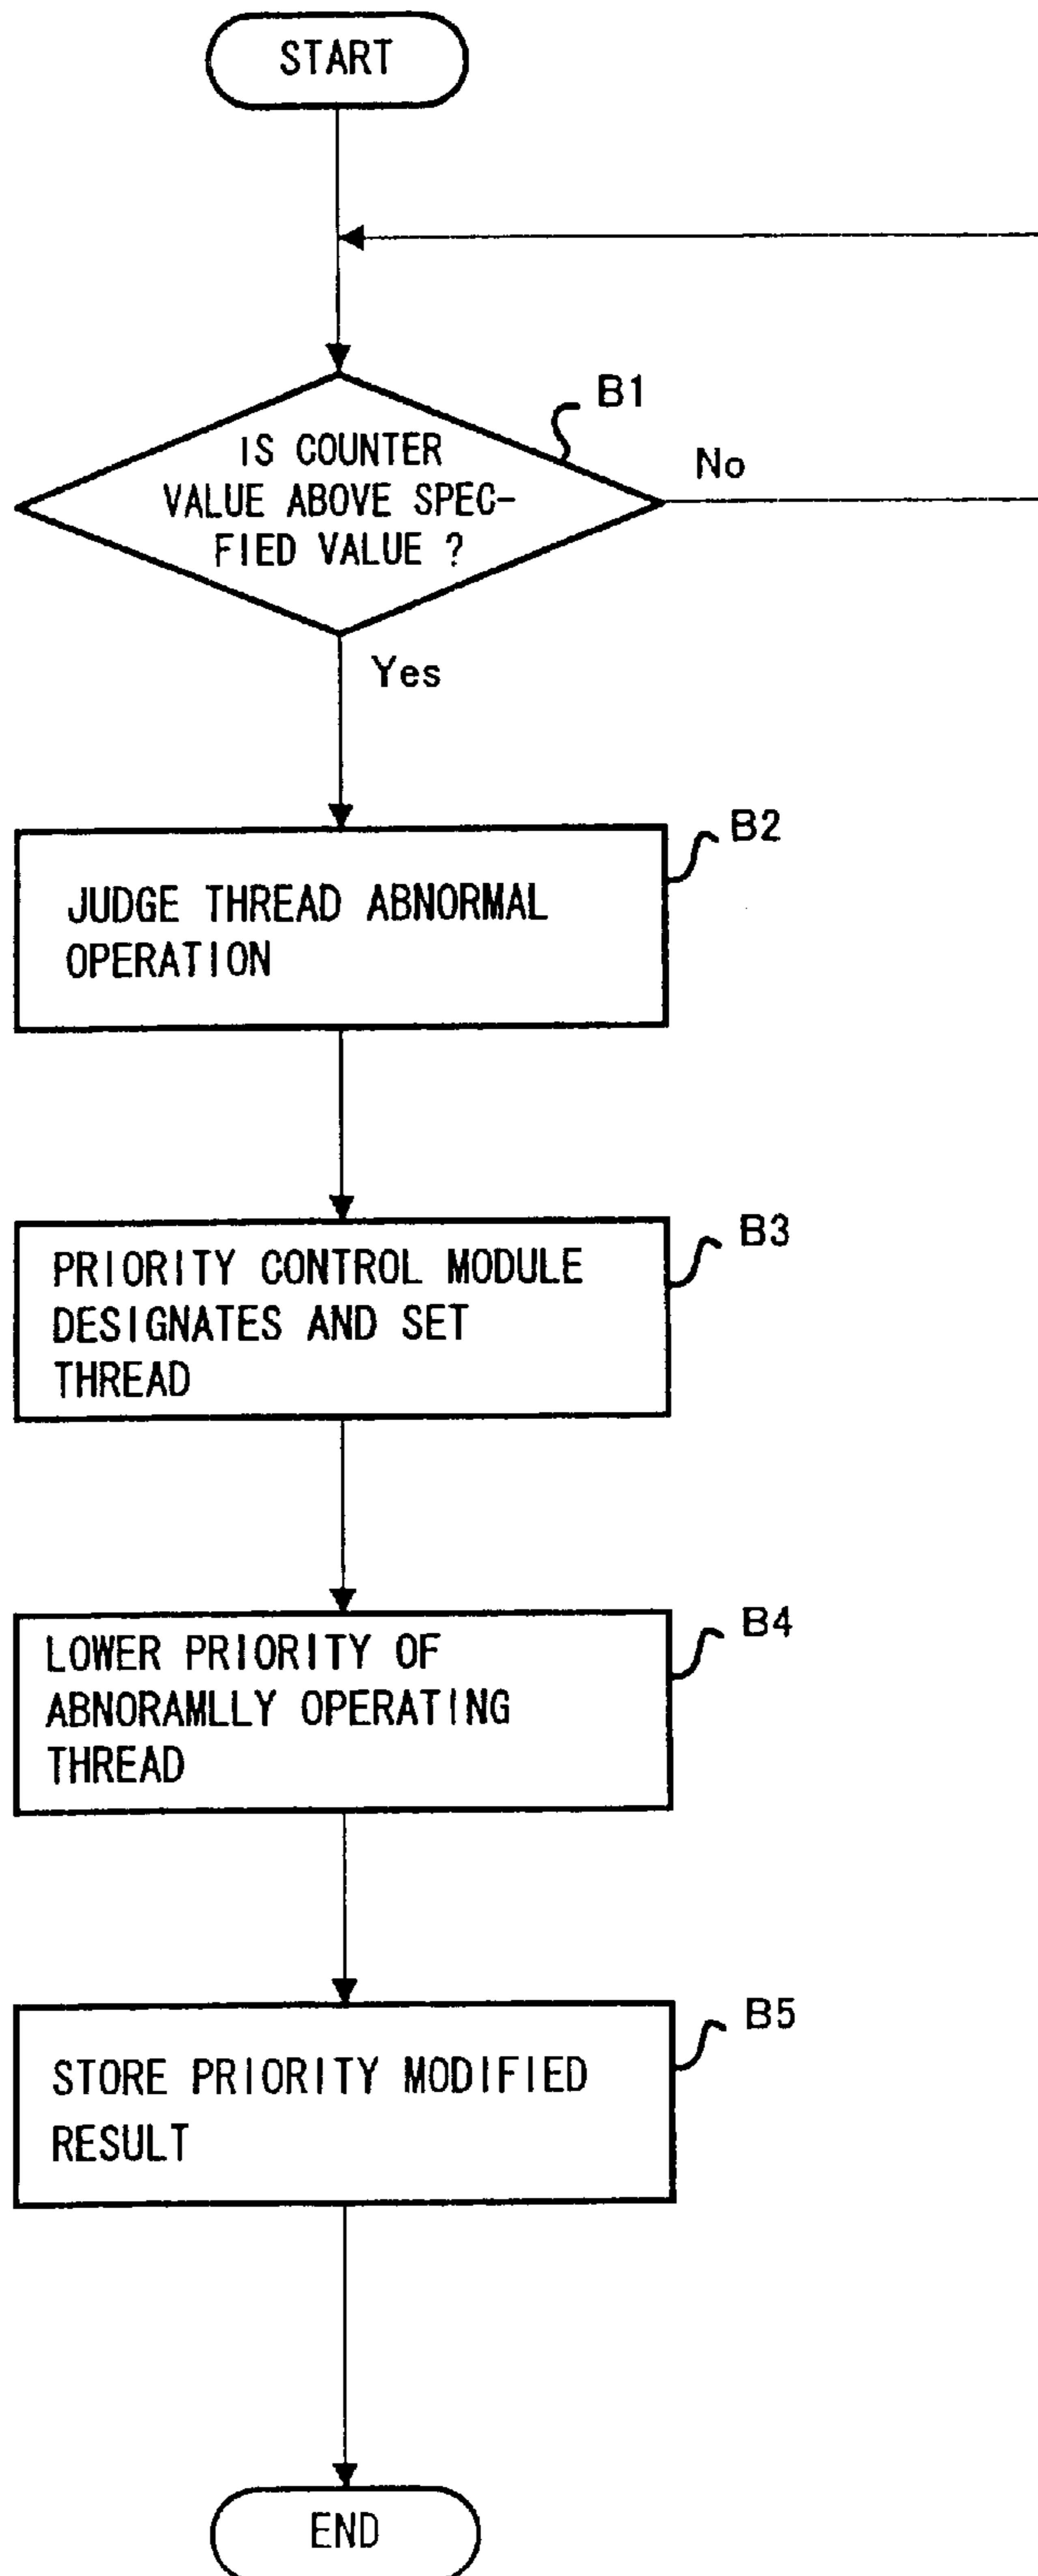 START
B1
IS COUNTER
VALUE ABOVE SPEC-
FIED VALUE ?
No
Yes
B2
JUDGE THREAD ABNORMAL
OPERATION
B3
PRIORITY CONTROL MODULE
DESIGNATES AND SET
THREAD
B4
LOWER PRIORITY OF
ABNORAMLLY OPERATING
THREAD
B5
STORE PRIORITY MODIFIED
RESULT
END